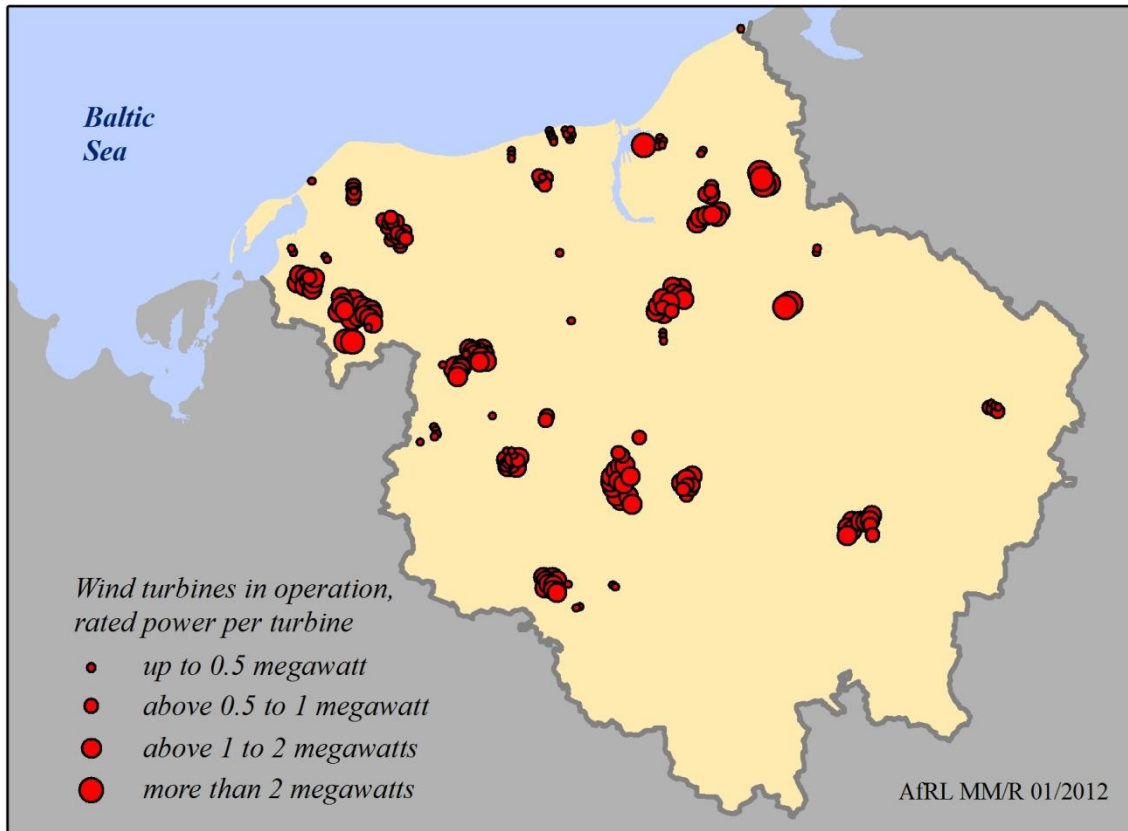 Baltic
Sea
Wind turbines in operation,
rated power per turbine
up to 0.5 megawatt
above 0.5 to 1 megawatt
above 1 to 2 megawatts
more than 2 megawatts
AfRL MM/R 01/2012